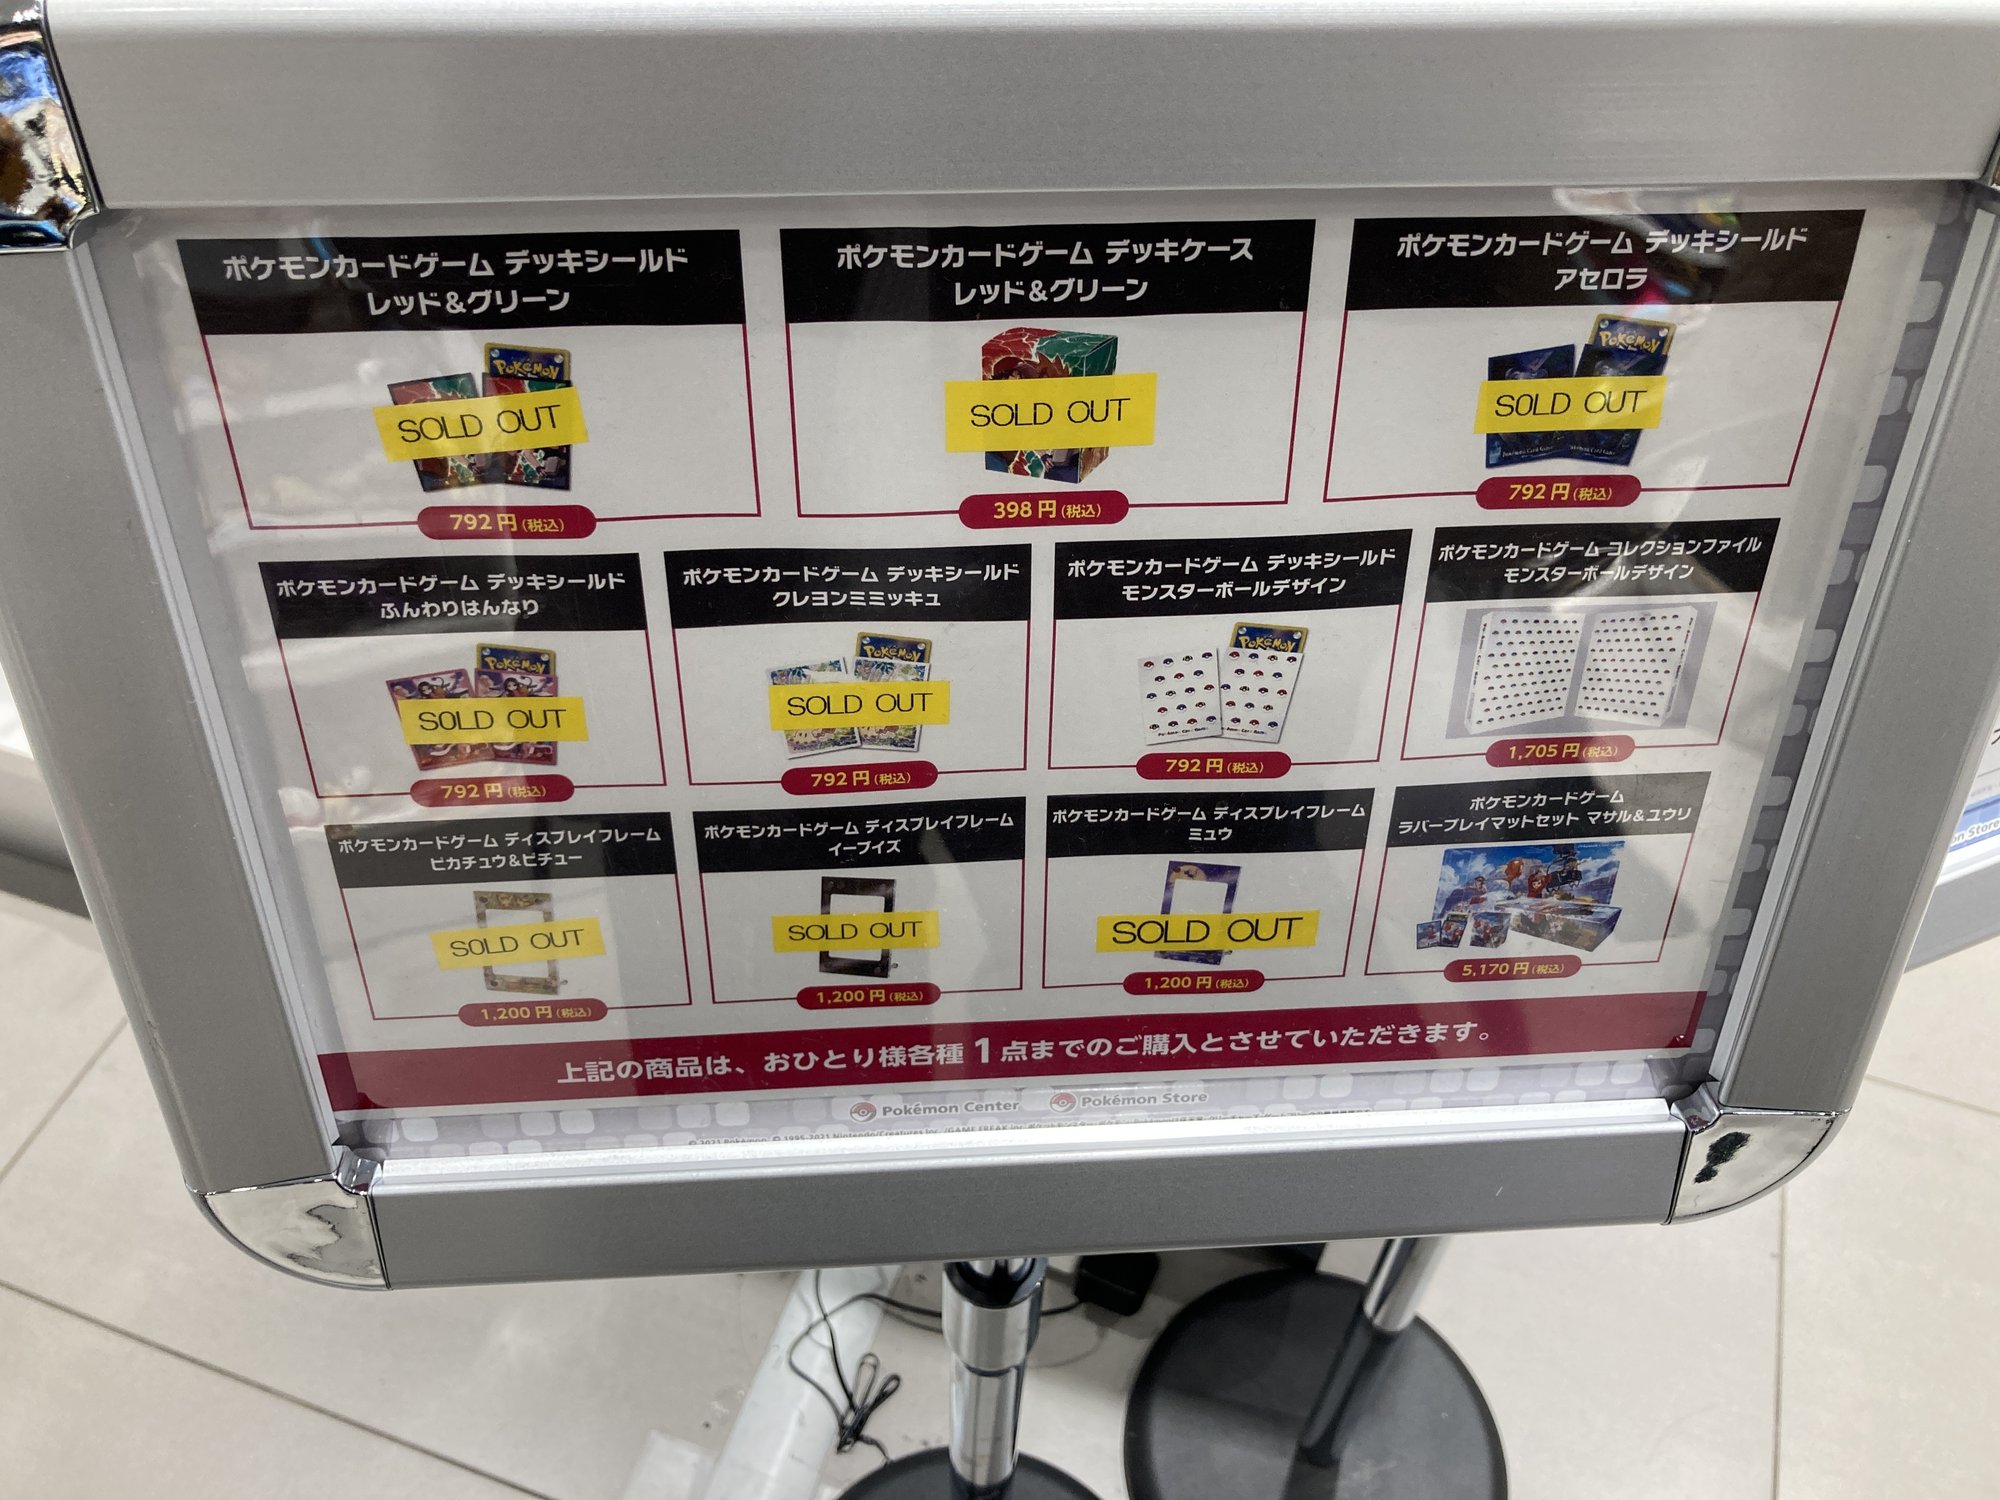 ポケモンカードゲーム デッキシールド
レッド&グリーン
POKÉMON
SOLD OUT
792円(税込)
ポケモンカードゲーム デッキケース
レッド&グリーン
SOLD OUT
398円(税込)
ポケモンカードゲーム デッキシールド
アセロラ
POKÉMON
SOLD OUT
792円(税込)
ポケモンカードゲーム デッキシールド
ふんわりはんなり
POKÉMON
SOLD OUT
792円(税込)
ポケモンカードゲーム デッキシールド
クレヨンミミッキュ
POKÉMON
SOLD OUT
792円(税込)
ポケモンカードゲーム デッキシールド
モンスターボールデザイン
POKÉMON
792円(税込)
ポケモンカードゲーム コレクションファイル
モンスターボールデザイン
1,705円(税込)
ポケモンカードゲーム ディスプレイフレーム
ピカチュウ&ピチュー
SOLD OUT
1,200円(税込)
ポケモンカードゲーム ディスプレイフレーム
イーブイズ
SOLD OUT
1,200円(税込)
ポケモンカードゲーム ディスプレイフレーム
ミュウ
SOLD OUT
1,200円(税込)
ポケモンカードゲーム
ラバープレイマットセット マサル&ユウリ
5,170円(税込)
上記の商品は、おひとり様各種1点までのご購入とさせていただきます。
Pokémon Center Pokémon Store
©2021 Pokémon. ©1995-2021 Nintendo/Creatures Inc./GAME FREAK inc.
on Store